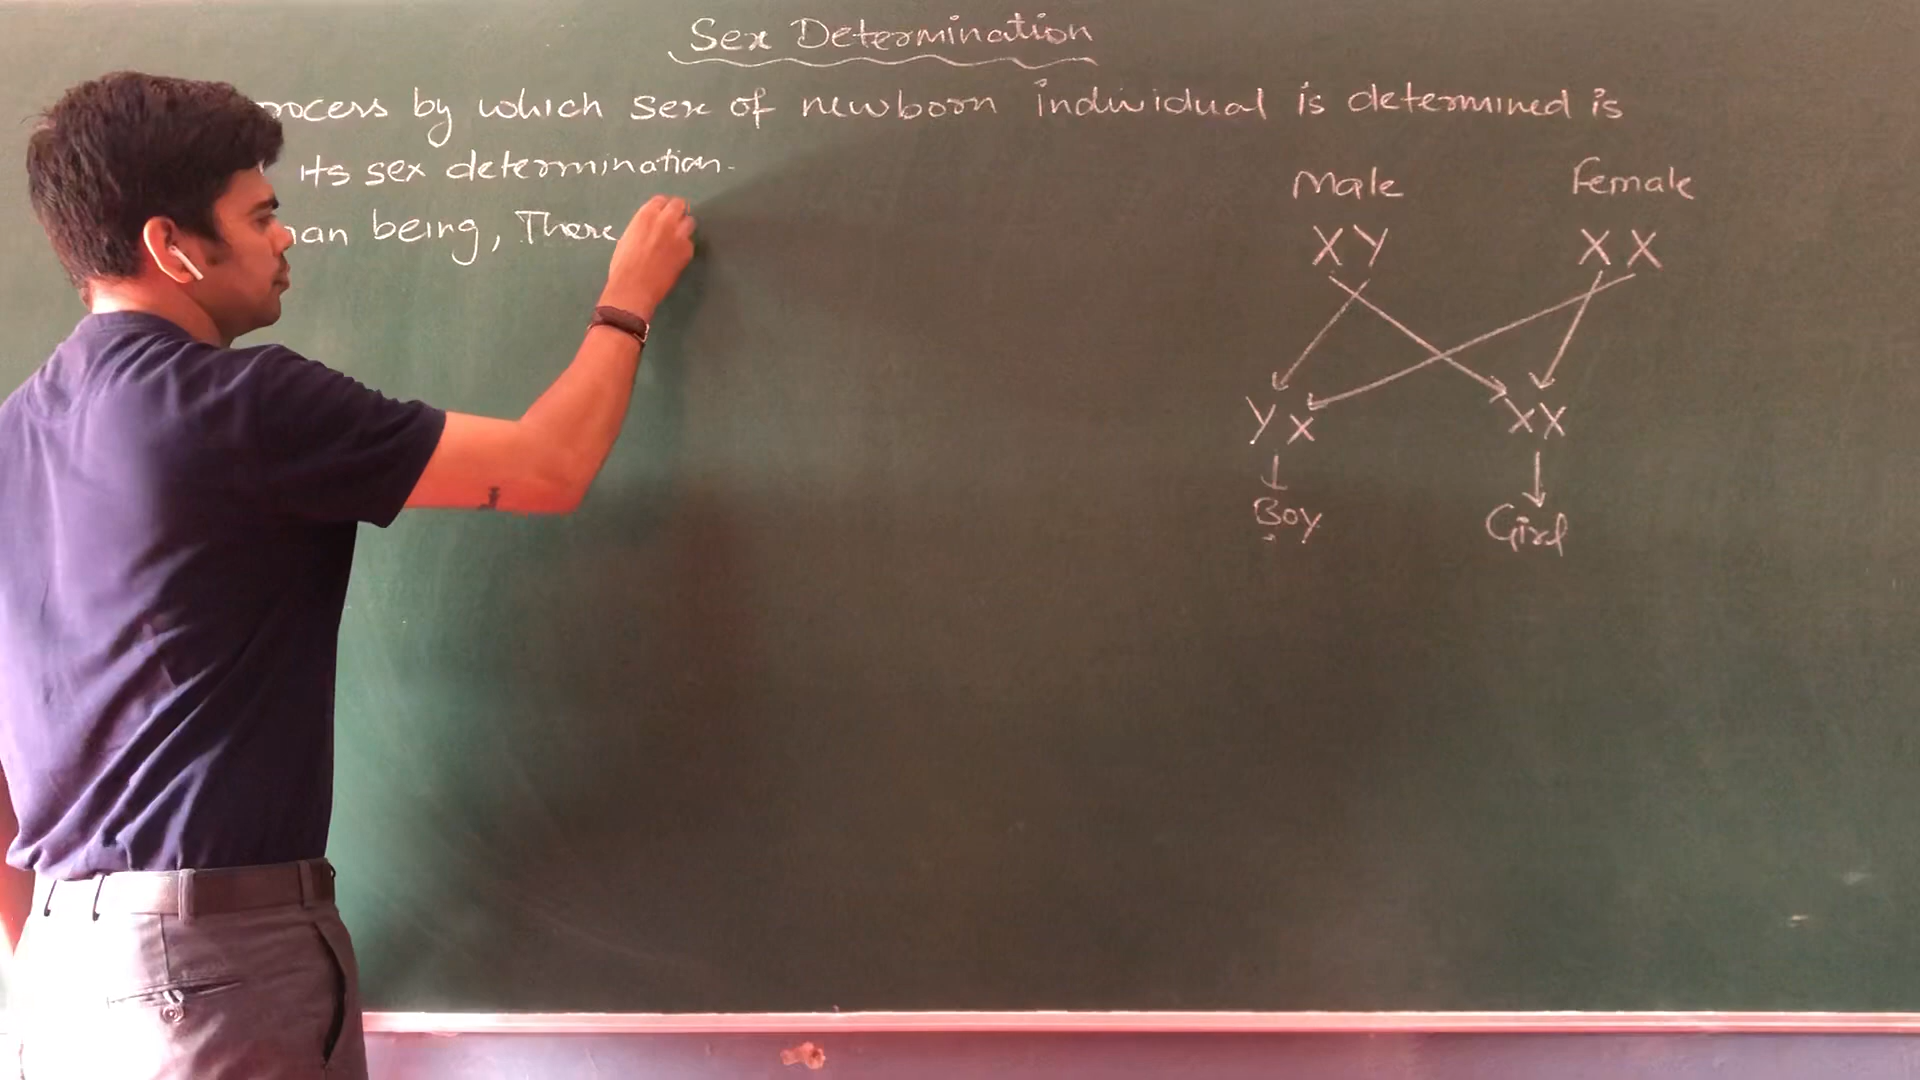 Sex Determination
rocess by which sex of newborn individual is determined is
its sex determination.
man being, There
Male Female
XY XX
Yx XX
Boy Girl